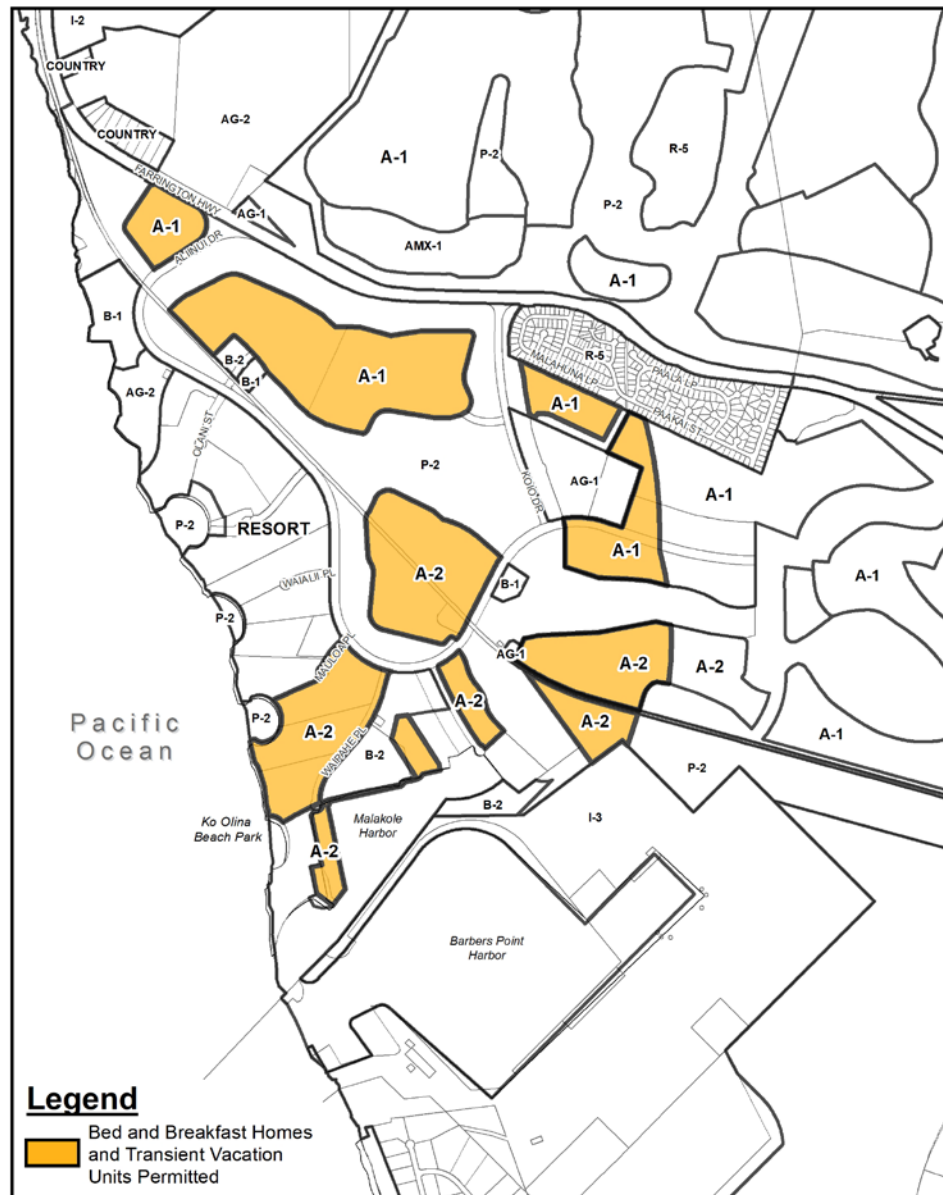 I-2
COUNTRY
COUNTRY
AG-2
A-1
P-2
R-5
FARRINGTON HWY
A-1
AG-1
P-2
ALIINUI DR
AMX-1
A-1
B-1
B-2
B-1
A-1
R-5
MALAHUNA LP
PAALA LP
PAAKAI ST
A-1
AG-2
OLANI ST
P-2
KOIO DR
AG-1
A-1
P-2
RESORT
A-1
A-2
B-1
A-1
WAIALII PL
P-2
MAULOA PL
AG-1
A-2
A-2
A-2
A-2
P-2
A-2
WAIPAHE PL
B-2
A-1
P-2
Pacific
Ocean
B-2
I-3
Ko Olina
Beach Park
Malakole
Harbor
A-2
Barbers Point
Harbor
Legend
Bed and Breakfast Homes
and Transient Vacation
Units Permitted